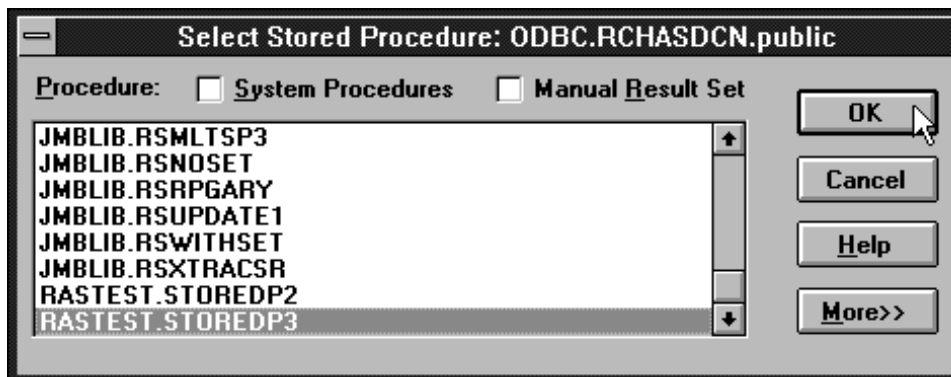 Select Stored Procedure: ODBC.RCHASDCN.public
Procedure: System Procedures Manual Result Set
JMBLIB.RSMLTSP3
JMBLIB.RSNOSET
JMBLIB.RSRPGARY
JMBLIB.RSUPDATE1
JMBLIB.RSWITHSET
JMBLIB.RSXTRACSR
RASTEST.STOREDP2
RASTEST.STOREDP3
OK
Cancel
Help
More>>